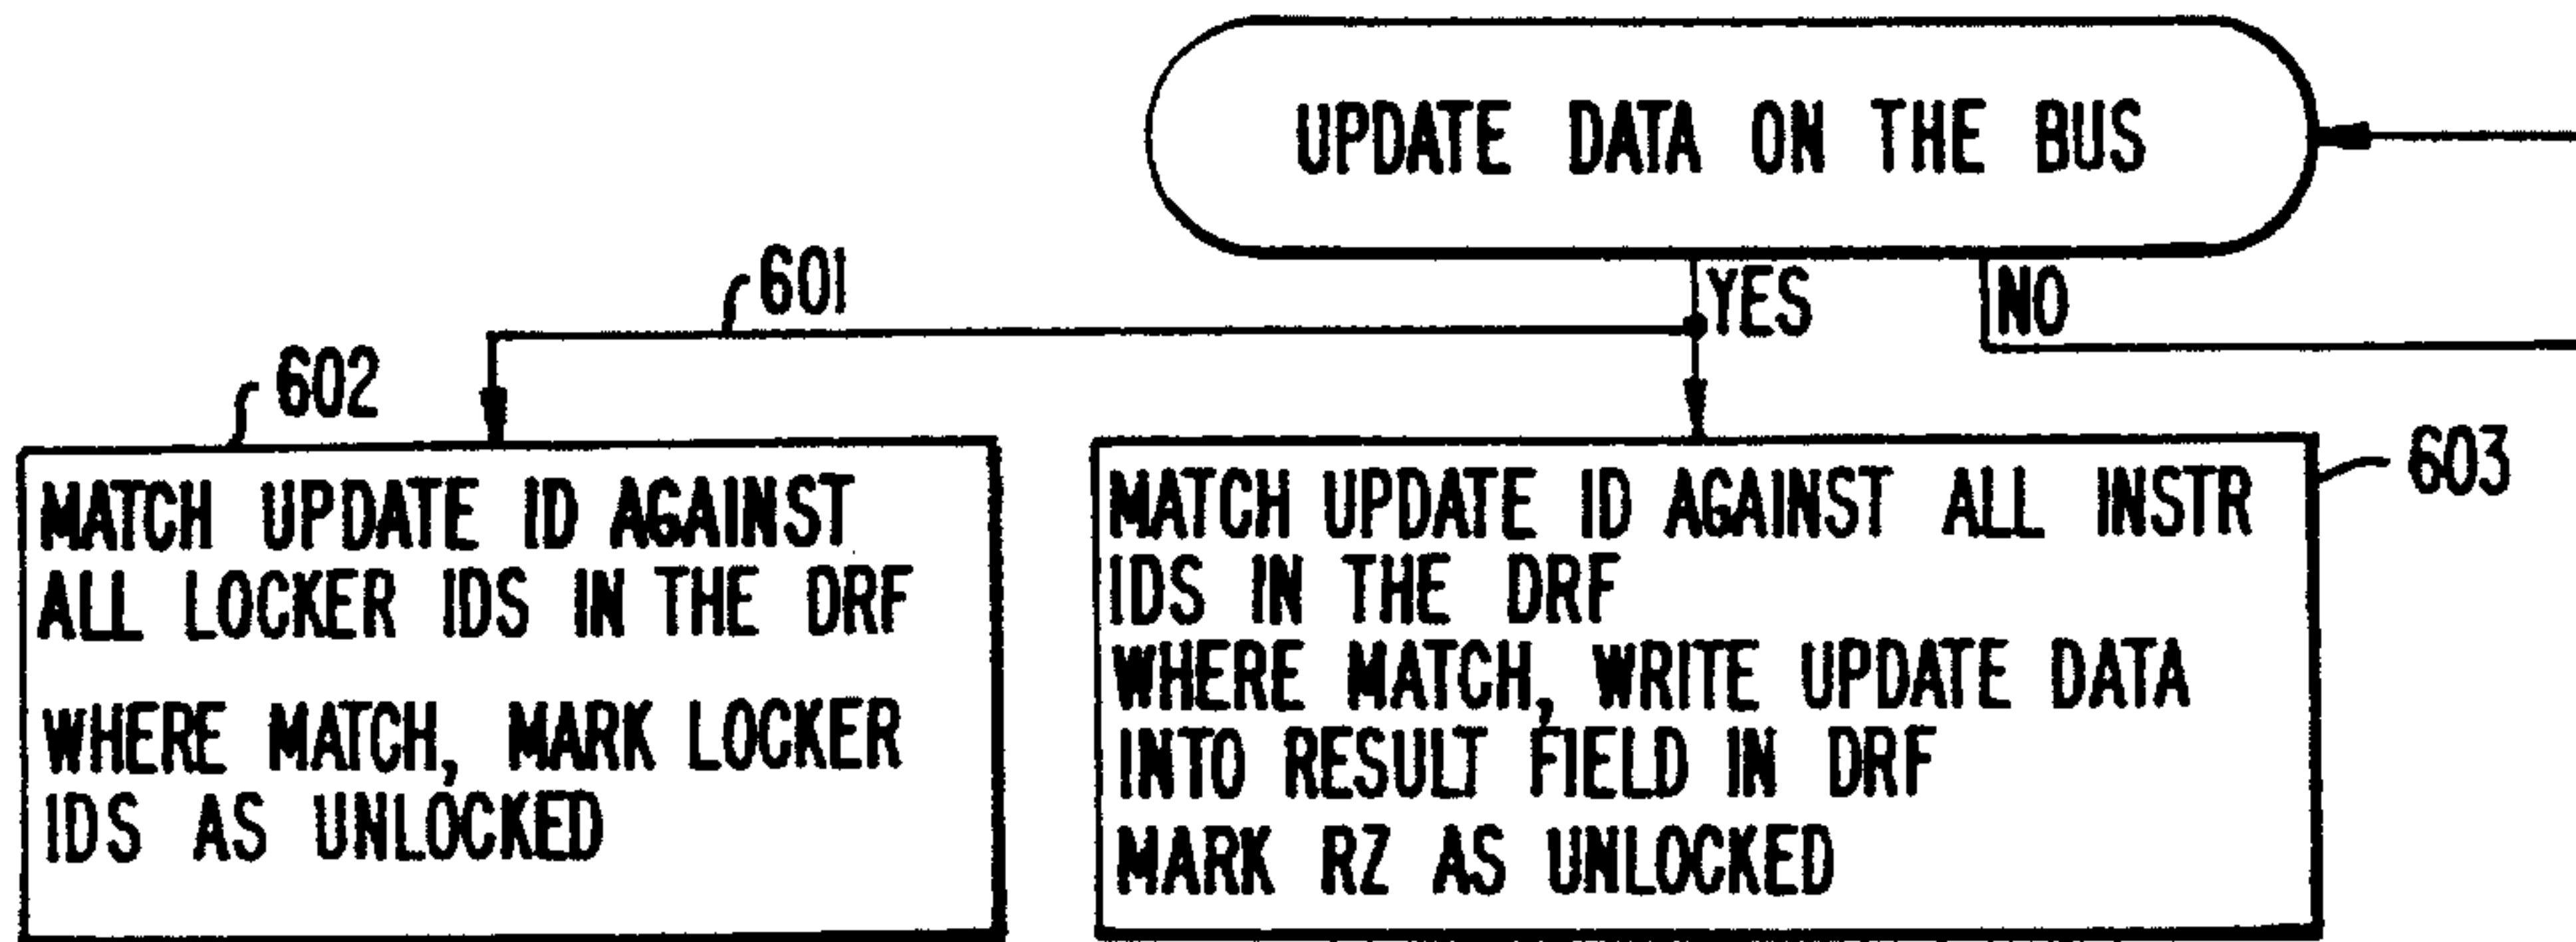 UPDATE DATA ON THE BUS
601
YES
NO
602
MATCH UPDATE ID AGAINST
ALL LOCKER IDS IN THE DRF
WHERE MATCH, MARK LOCKER
IDS AS UNLOCKED
603
MATCH UPDATE ID AGAINST ALL INSTR
IDS IN THE DRF
WHERE MATCH, WRITE UPDATE DATA
INTO RESULT FIELD IN DRF
MARK RZ AS UNLOCKED